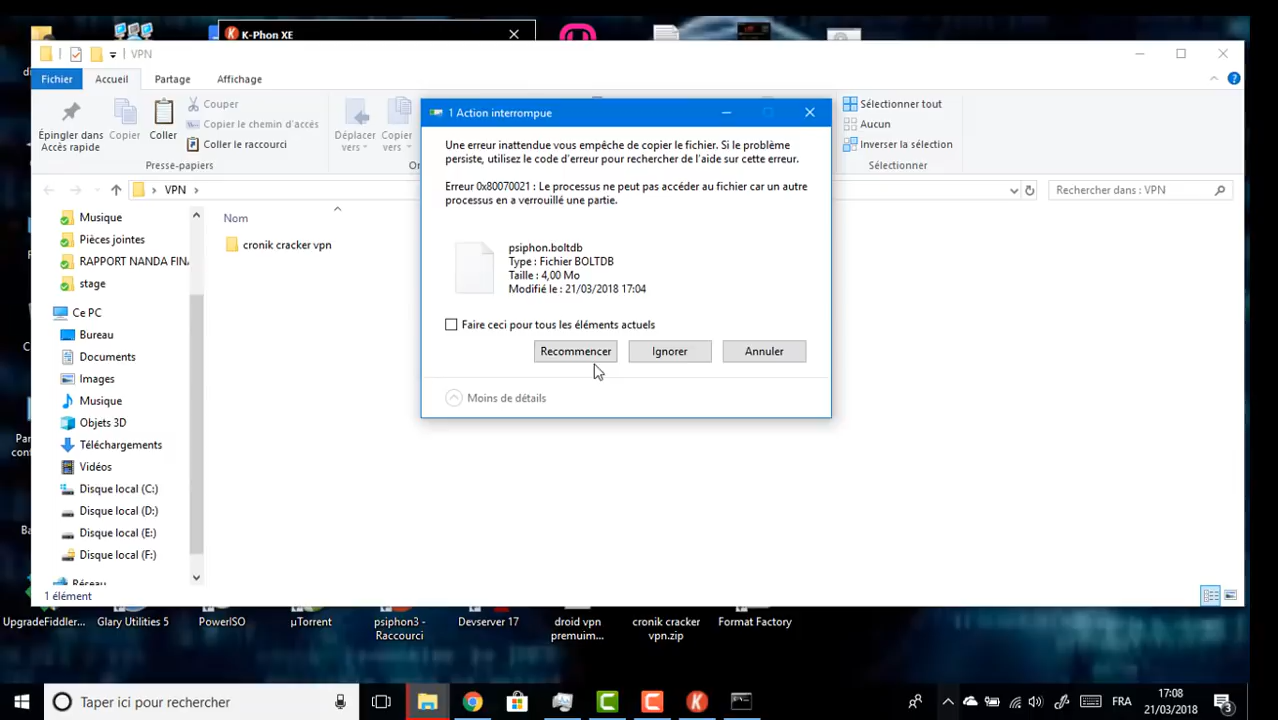 K-Phon XE
VPN
Fichier Accueil Partage Affichage
Épingler dans
Accès rapide
Copier
Coller
Couper
Copier le chemin d'accès
Coller le raccourci
Presse-papiers
Déplacer
vers
Copier
vers
Sélectionner tout
Aucun
Inverser la sélection
Sélectionner
VPN
Rechercher dans : VPN
Musique
Pièces jointes
RAPPORT NANDA FINA
stage
Ce PC
Bureau
Documents
Images
Musique
Objets 3D
Téléchargements
Vidéos
Disque local (C:)
Disque local (D:)
Disque local (E:)
Disque local (F:)
Réseau
Nom
cronik cracker vpn
1 élément
1 Action interrompue
Une erreur inattendue vous empêche de copier le fichier. Si le problème
persiste, utilisez le code d'erreur pour rechercher de l'aide sur cette erreur.
Erreur 0x80070021 : Le processus ne peut pas accéder au fichier car un autre
processus en a verrouillé une partie.
psiphon.boltdb
Type : Fichier BOLTDB
Taille : 4,00 Mo
Modifié le : 21/03/2018 17:04
Faire ceci pour tous les éléments actuels
Recommencer Ignorer Annuler
Moins de détails
UpgradeFiddler...
Glary Utilities 5
PowerISO
µTorrent
psiphon3 -
Raccourci
Devserver 17
droid vpn
premuim...
cronik cracker
vpn.zip
Format Factory
Taper ici pour rechercher
FRA
17:08
21/03/2018
3